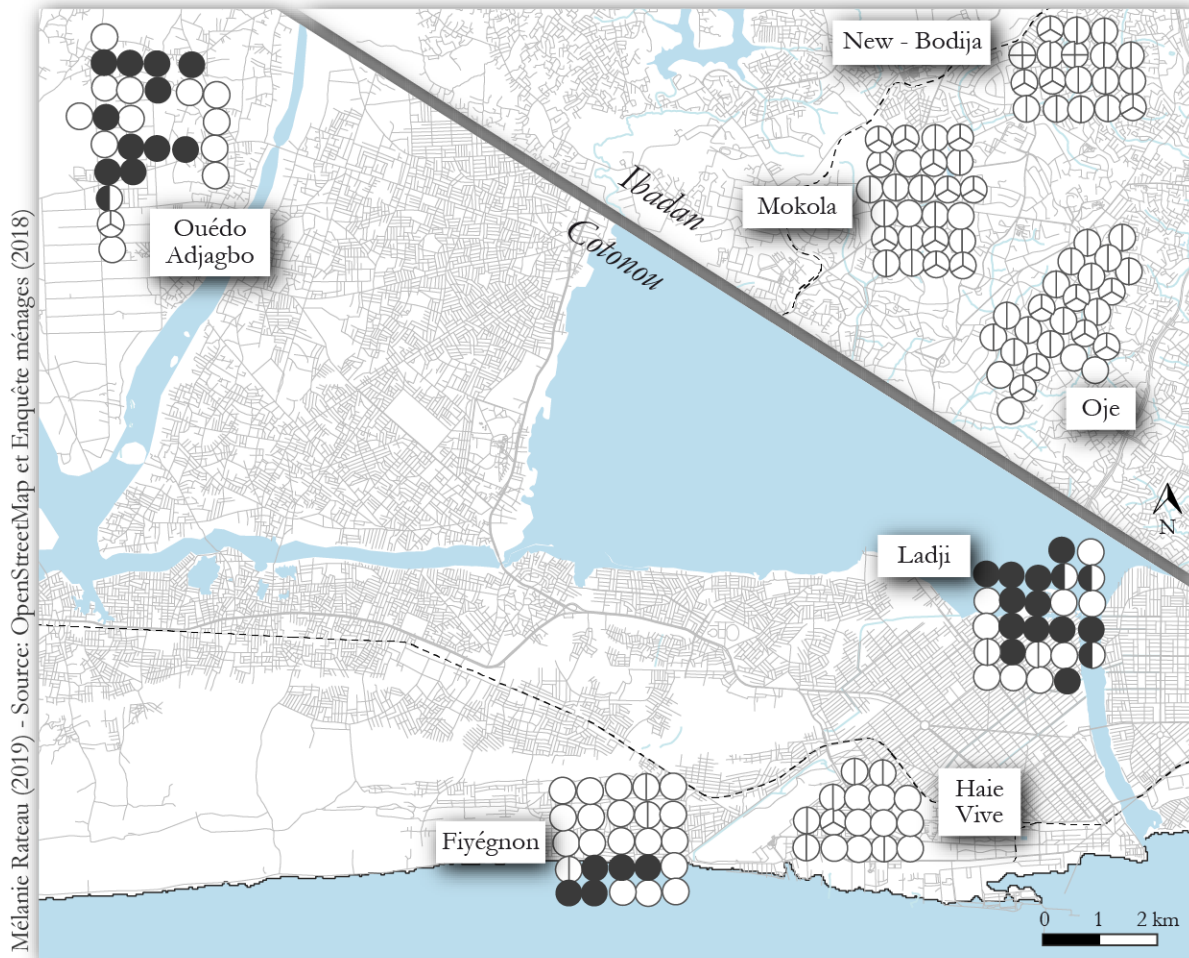 New - Bodija
Mokola
Ibadan
Cotonou
Ouédo
Adjagbo
Oje
N
Ladji
Haie
Vive
Fiyégnon
0 1 2 km
Mélanie Rateau (2019) - Source: OpenStreetMap et Enquête ménages (2018)